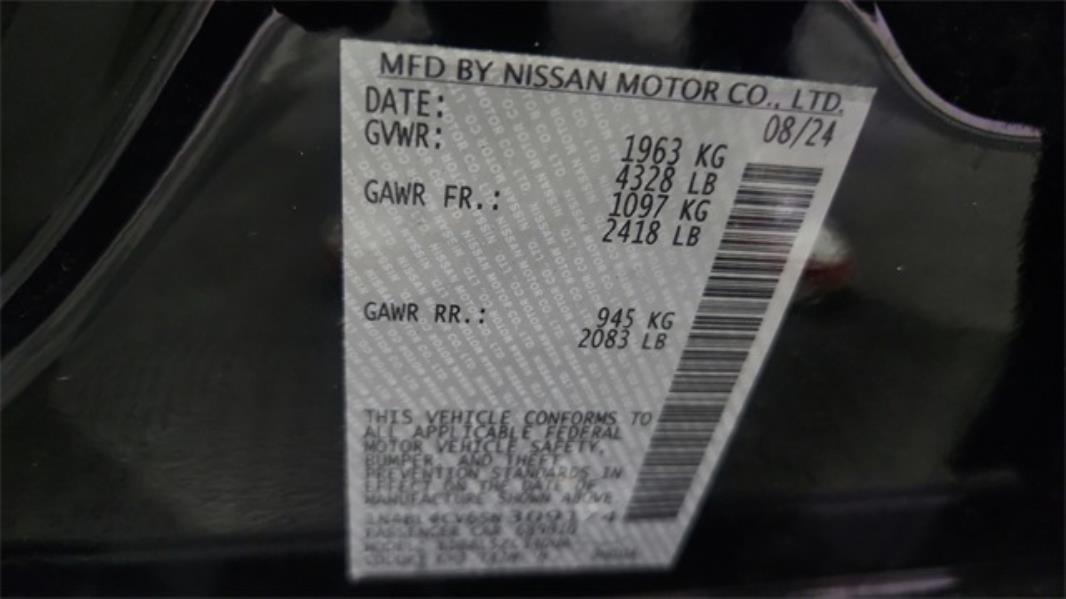 MFD BY NISSAN MOTOR CO., LTD.
DATE: 08/24
GVWR: 1963 KG
4328 LB
GAWR FR.: 1097 KG
2418 LB
GAWR RR.: 945 KG
2083 LB
THIS VEHICLE CONFORMS TO
ALL APPLICABLE FEDERAL
MOTOR VEHICLE SAFETY,
BUMPER, AND THEFT
PREVENTION STANDARDS IN
EFFECT ON THE DATE OF
MANUFACTURE SHOWN ABOVE
PASSENGER CAR